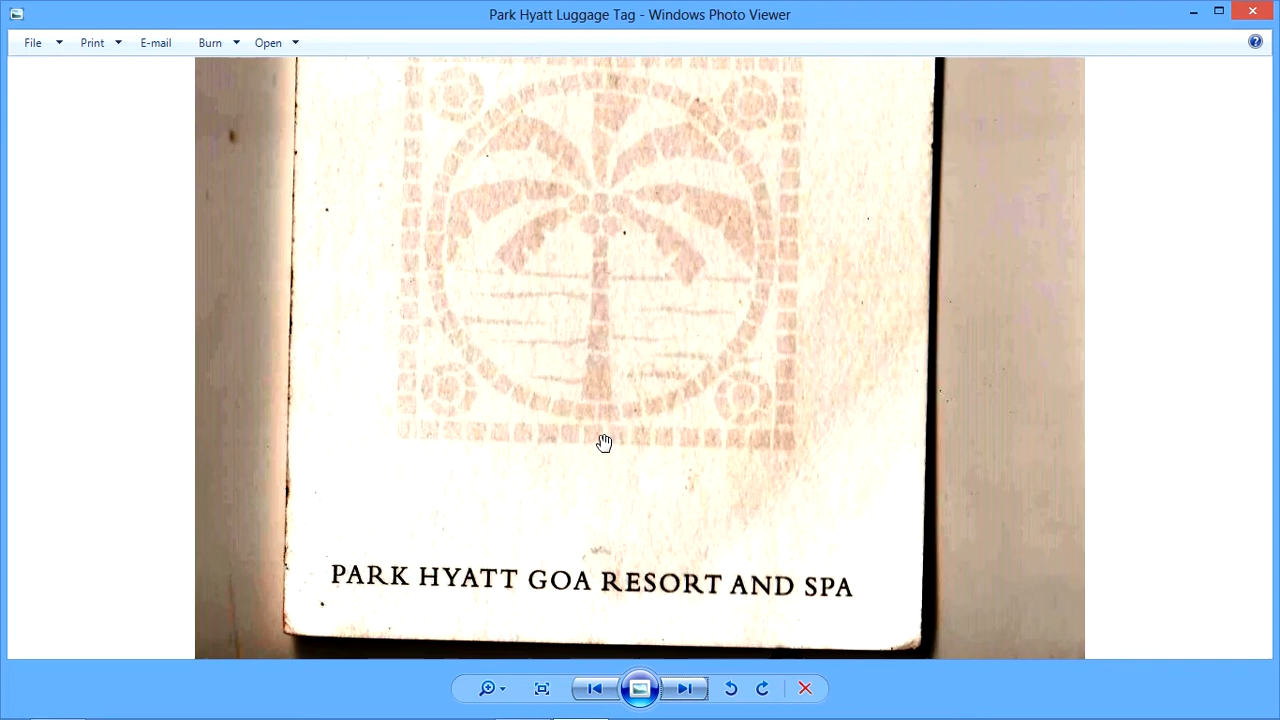 Park Hyatt Luggage Tag - Windows Photo Viewer
File Print E-mail Burn Open
PARK HYATT GOA RESORT AND SPA